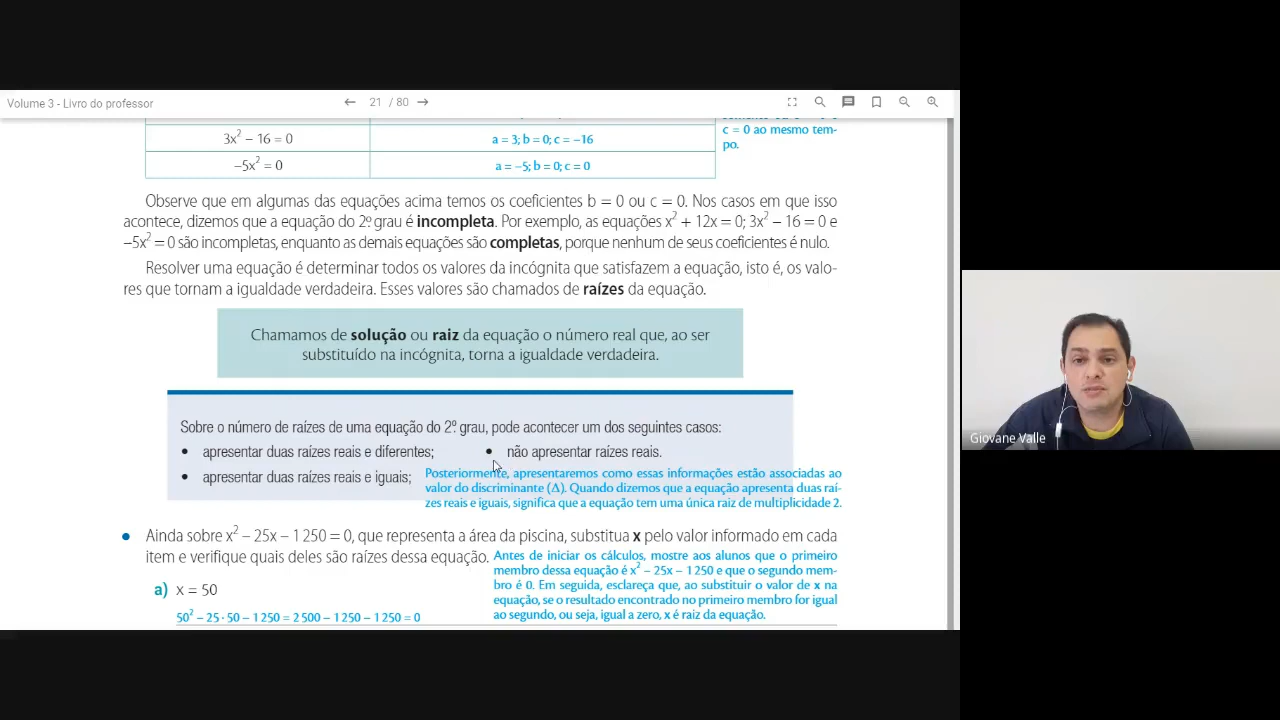 Volume 3 - Livro do professor
21 / 80
c = 0 ao mesmo tem-
po.
3x² − 16 = 0
a = 3; b = 0; c = −16
−5x² = 0
a = −5; b = 0; c = 0
Observe que em algumas das equações acima temos os coeficientes b = 0 ou c = 0. Nos casos em que isso
acontece, dizemos que a equação do 2º. grau é incompleta. Por exemplo, as equações x² + 12x = 0; 3x² − 16 = 0 e
−5x² = 0 são incompletas, enquanto as demais equações são completas, porque nenhum de seus coeficientes é nulo.
Resolver uma equação é determinar todos os valores da incógnita que satisfazem a equação, isto é, os valo-
res que tornam a igualdade verdadeira. Esses valores são chamados de raízes da equação.
Chamamos de solução ou raiz da equação o número real que, ao ser
substituído na incógnita, torna a igualdade verdadeira.
Sobre o número de raízes de uma equação do 2º. grau, pode acontecer um dos seguintes casos:
• apresentar duas raízes reais e diferentes;
• não apresentar raízes reais.
• apresentar duas raízes reais e iguais;
Posteriormente, apresentaremos como essas informações estão associadas ao
valor do discriminante (Δ). Quando dizemos que a equação apresenta duas raí-
zes reais e iguais, significa que a equação tem uma única raiz de multiplicidade 2.
• Ainda sobre x² − 25x − 1 250 = 0, que representa a área da piscina, substitua x pelo valor informado em cada
item e verifique quais deles são raízes dessa equação.
Antes de iniciar os cálculos, mostre aos alunos que o primeiro
membro dessa equação é x² − 25x − 1 250 e que o segundo mem-
bro é 0. Em seguida, esclareça que, ao substituir o valor de x na
equação, se o resultado encontrado no primeiro membro for igual
ao segundo, ou seja, igual a zero, x é raiz da equação.
a) x = 50
50² − 25 · 50 − 1 250 = 2 500 − 1 250 − 1 250 = 0
Giovane Valle